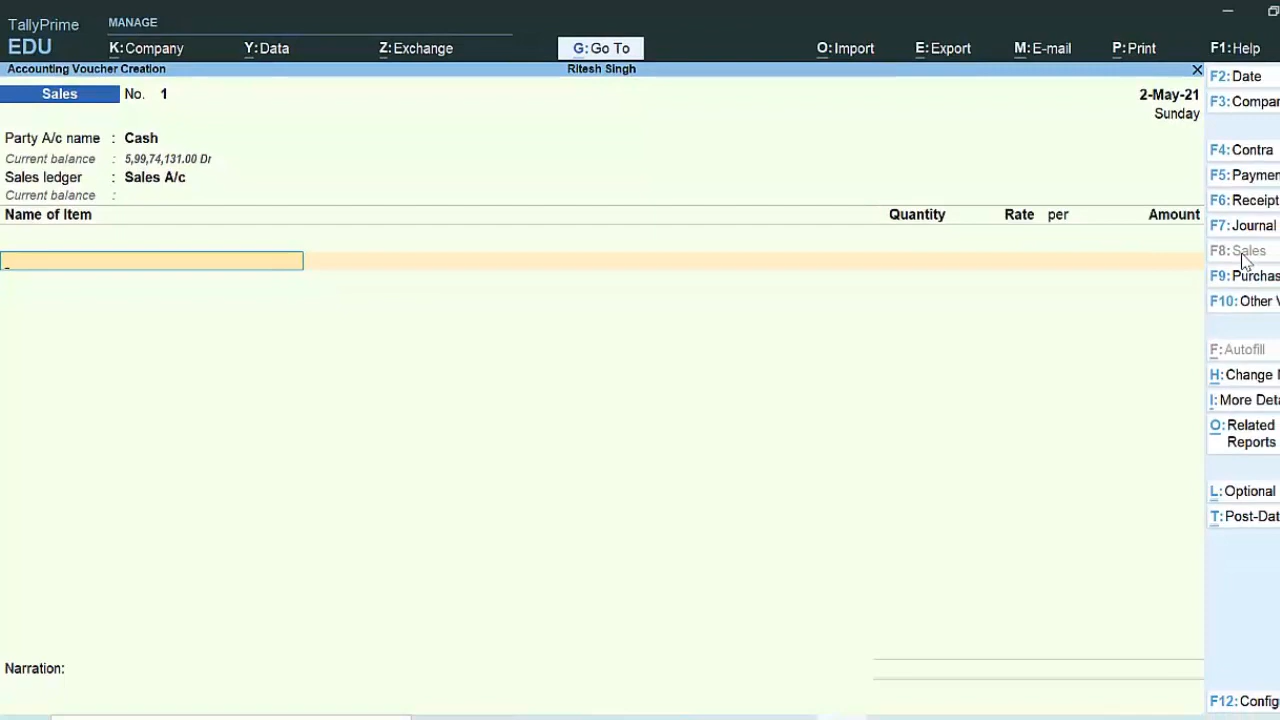 TallyPrime
EDU
MANAGE
K:Company Y:Data Z:Exchange G:Go To O:Import E:Export M:E-mail P:Print F1:Help
Accounting Voucher Creation Ritesh Singh
Sales No. 1 2-May-21
Sunday
Party A/c name : Cash
Current balance : 5,99,74,131.00 Dr
Sales ledger : Sales A/c
Current balance :
Name of Item Quantity Rate per Amount
Narration:
F2:Date
F3:Compar
F4:Contra
F5:Paymen
F6:Receipt
F7:Journal
F8:Sales
F9:Purchas
F10:Other V
F:Autofill
H:Change M
I:More Deta
O:Related
Reports
L:Optional
T:Post-Dat
F12:Config